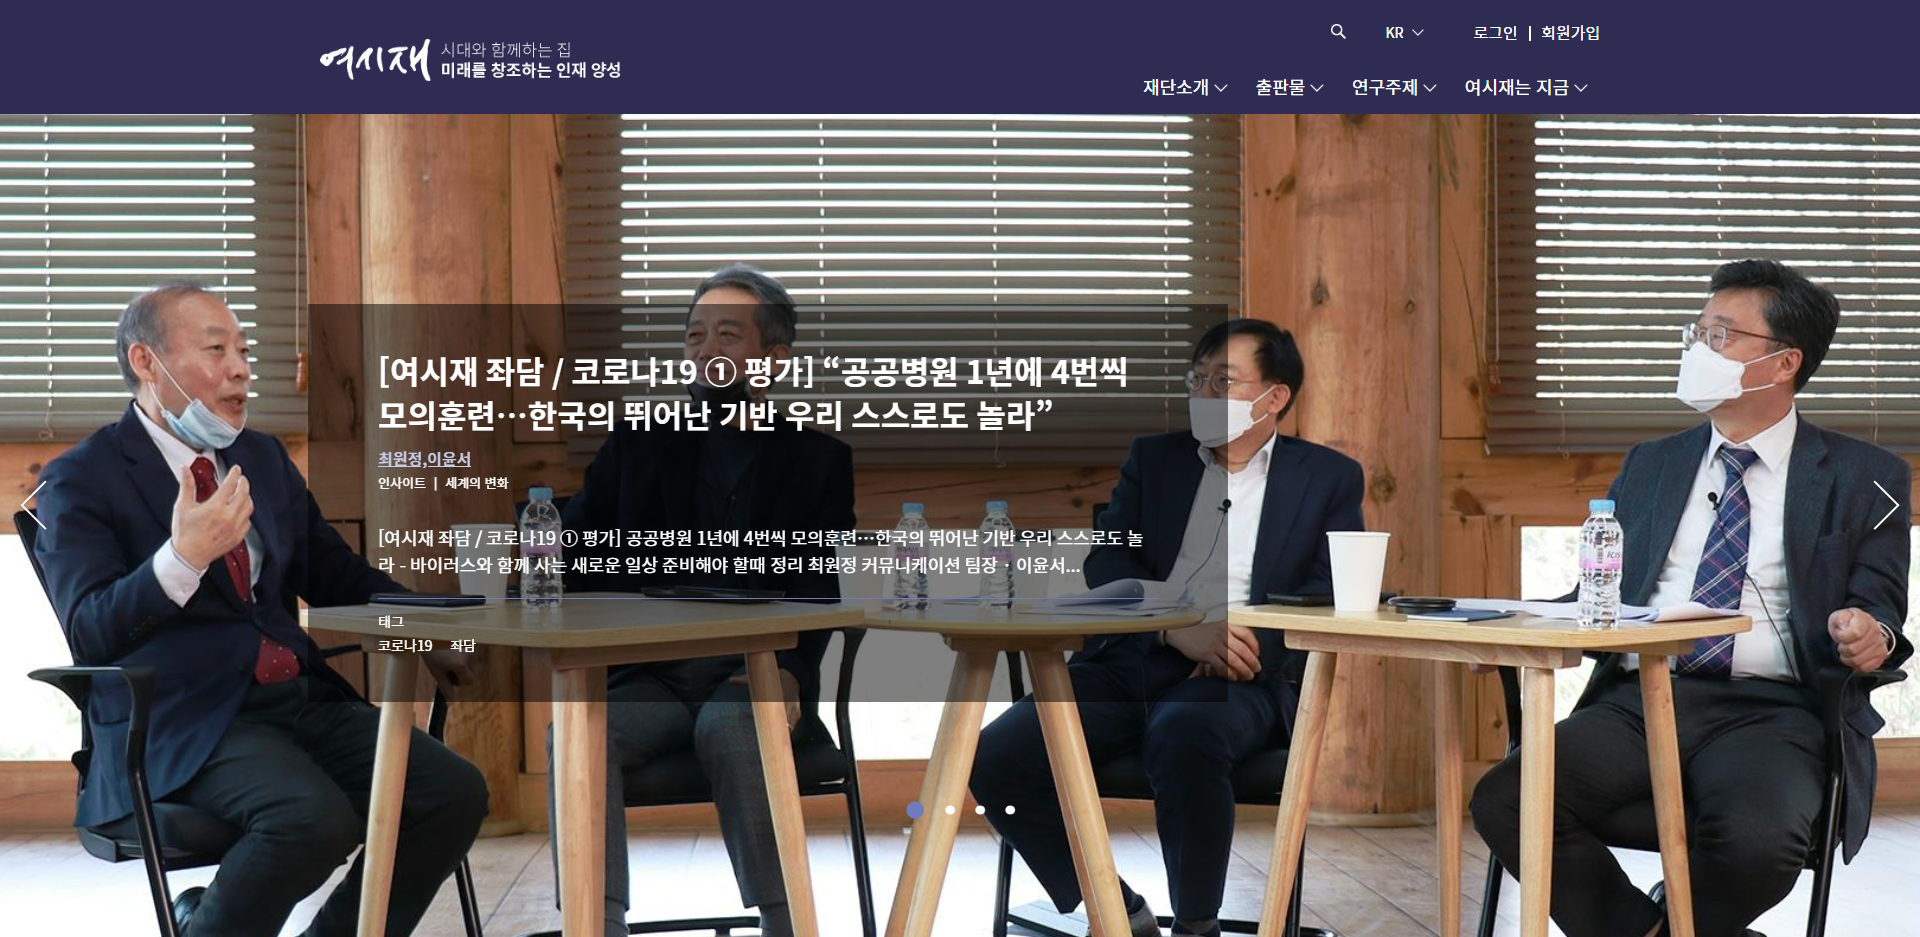 여시재
시대와 함께하는 집
미래를 창조하는 인재 양성
KR
로그인 | 회원가입
재단소개 출판물 연구주제 여시재는 지금
[여시재 좌담 / 코로나19 ① 평가] “공공병원 1년에 4번씩
모의훈련…한국의 뛰어난 기반 우리 스스로도 놀라”
최원정,이윤서
인사이트 | 세계의 변화
[여시재 좌담 / 코로나19 ① 평가] 공공병원 1년에 4번씩 모의훈련…한국의 뛰어난 기반 우리 스스로도 놀
라 - 바이러스와 함께 사는 새로운 일상 준비해야 할때 정리 최원정 커뮤니케이션 팀장 · 이윤서...
태그
코로나19 좌담